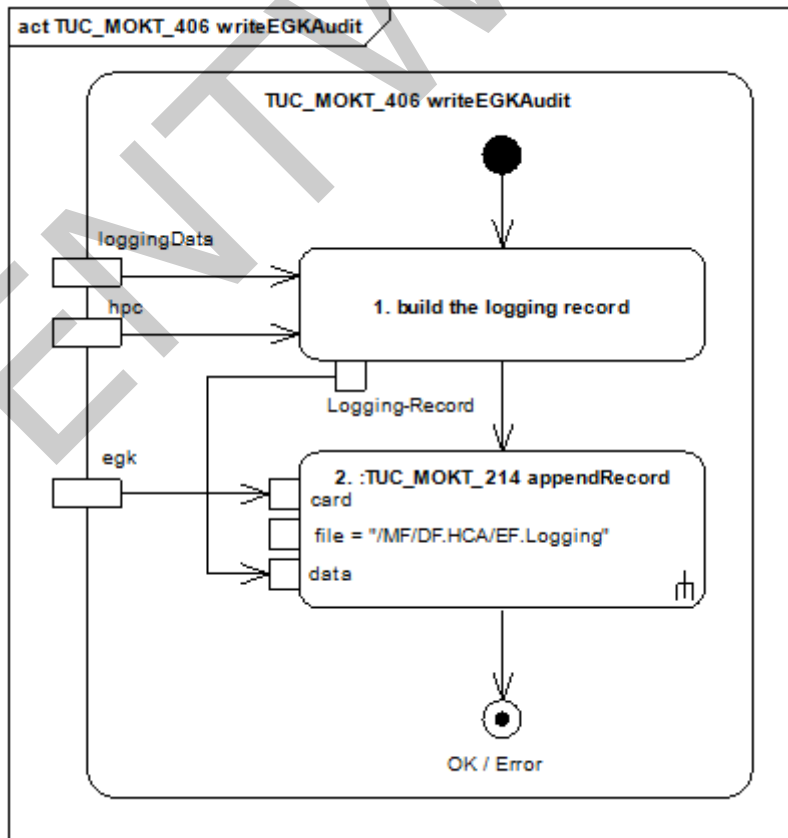 act TUC_MOKT_406 writeEGKAudit
TUC_MOKT_406 writeEGKAudit
loggingData
hpc
1. build the logging record
Logging-Record
egk
2. :TUC_MOKT_214 appendRecord
card
file = "/MF/DF.HCA/EF.Logging"
data
OK / Error
ENTW